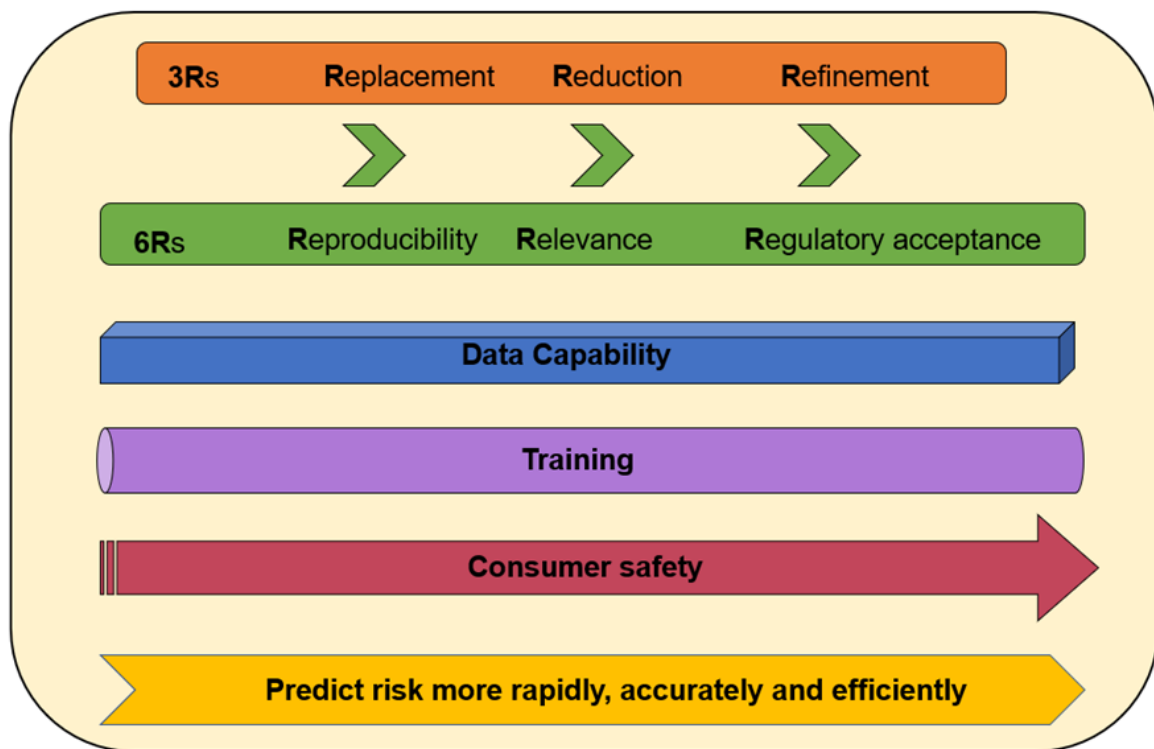 3Rs Replacement Reduction Refinement
6Rs Reproducibility Relevance Regulatory acceptance
Data Capability
Training
Consumer safety
Predict risk more rapidly, accurately and efficiently